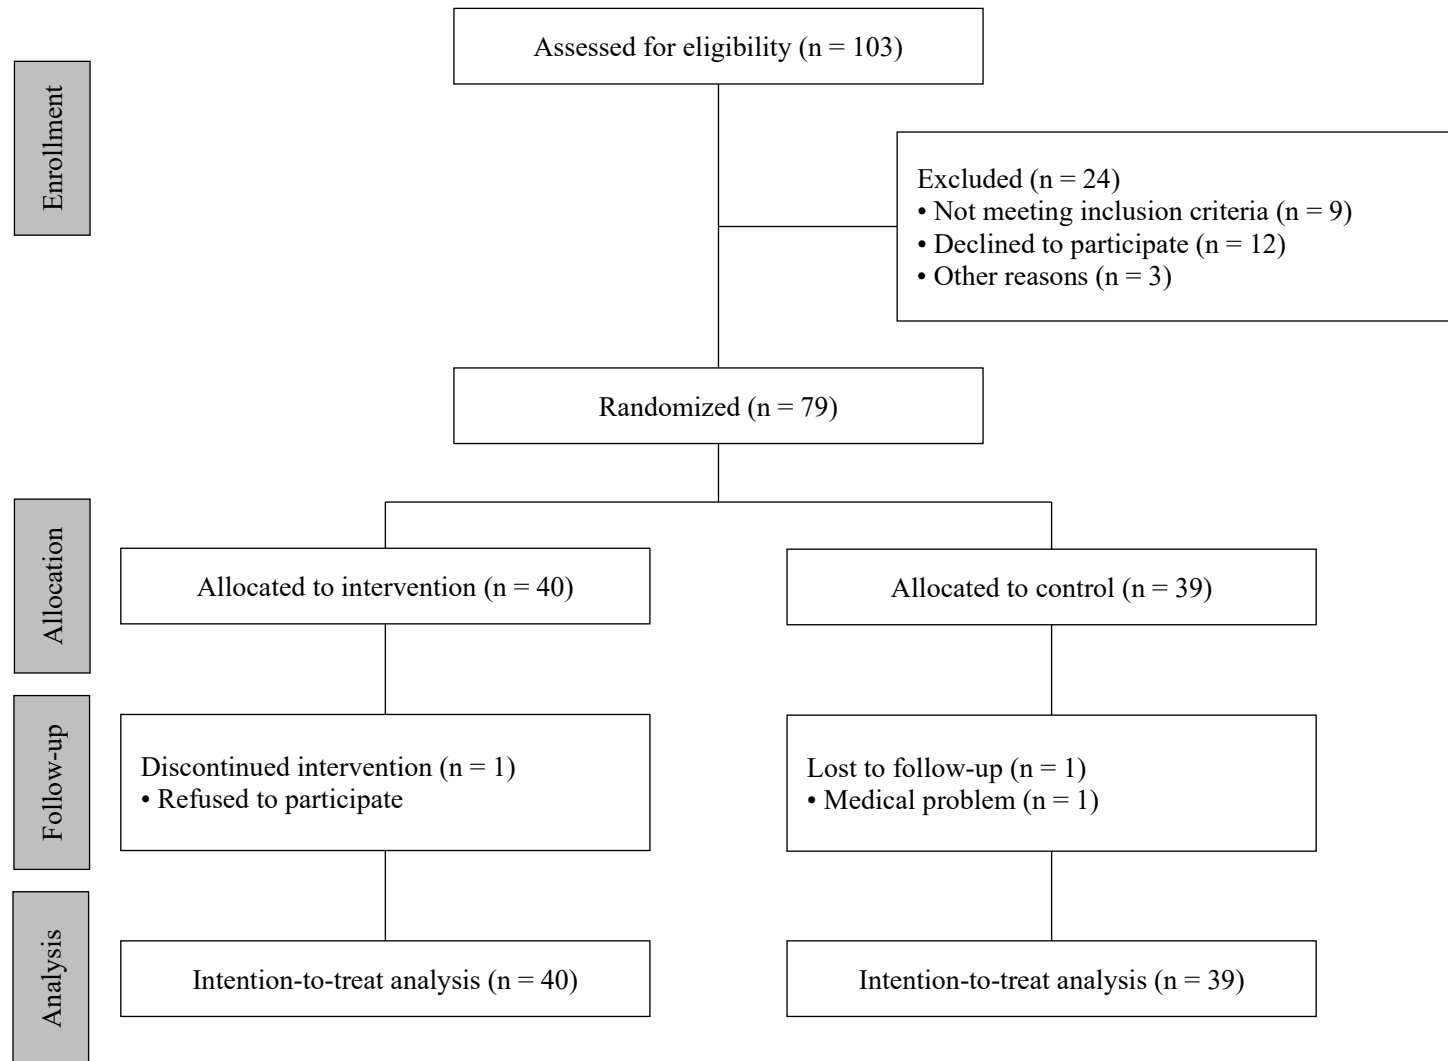 Assessed for eligibility (n = 103)
Enrollment
Excluded (n = 24)
• Not meeting inclusion criteria (n = 9)
• Declined to participate (n = 12)
• Other reasons (n = 3)
Randomized (n = 79)
Allocation
Allocated to intervention (n = 40)
Allocated to control (n = 39)
Follow-up
Discontinued intervention (n = 1)
• Refused to participate
Lost to follow-up (n = 1)
• Medical problem (n = 1)
Analysis
Intention-to-treat analysis (n = 40)
Intention-to-treat analysis (n = 39)